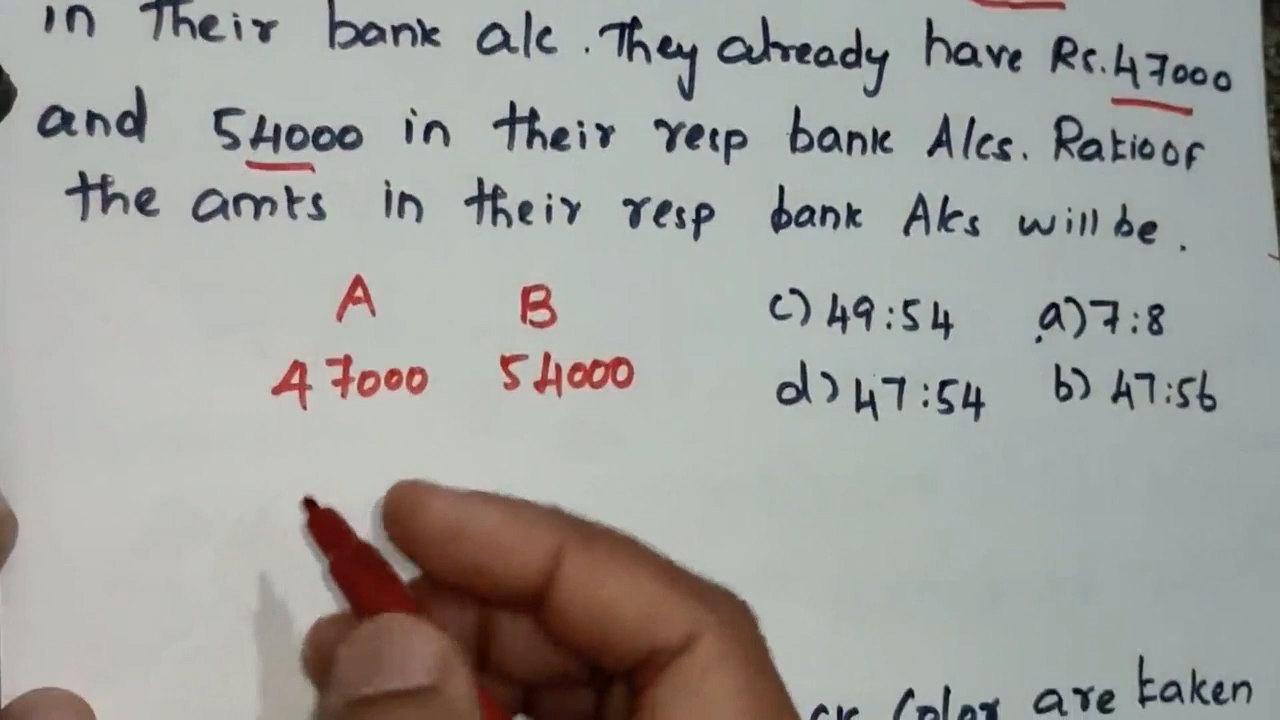 in Their bank a/c. They already have Rs.47000
and 54000 in their resp bank A/cs. Ratio of
the amts in their resp bank A/cs will be.
A B
47000 54000
c) 49:54 a) 7:8
d) 47:54 b) 47:56
color are taken